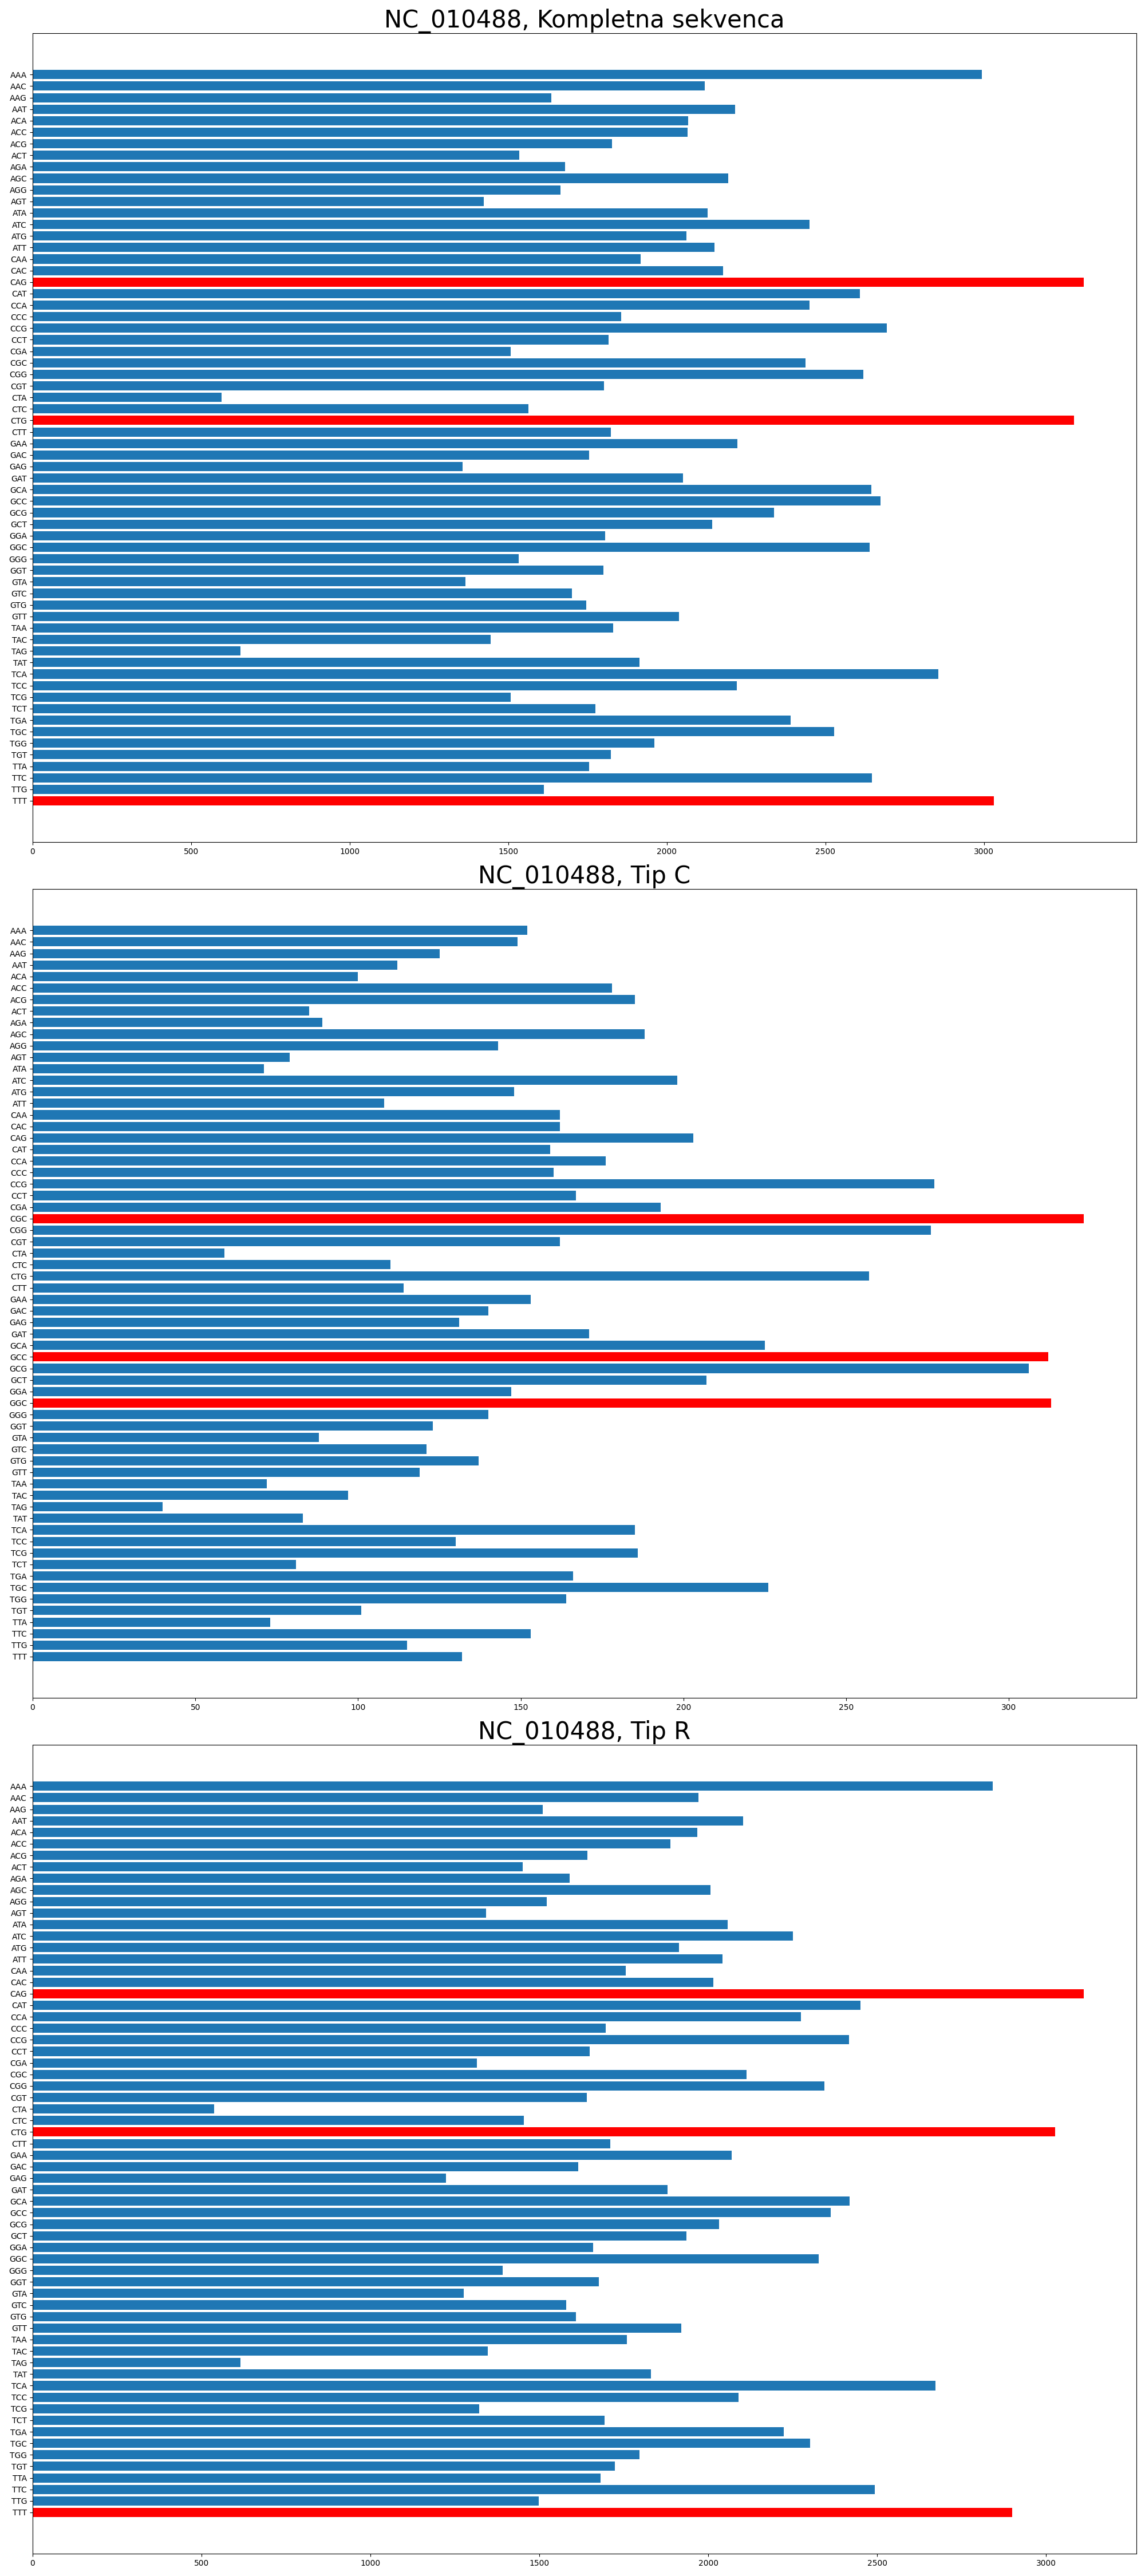 NC_010488, Kompletna sekvenca
AAA
AAC
AAG
AAT
ACA
ACC
ACG
ACT
AGA
AGC
AGG
AGT
ATA
ATC
ATG
ATT
CAA
CAC
CAG
CAT
CCA
CCC
CCG
CCT
CGA
CGC
CGG
CGT
CTA
CTC
CTG
CTT
GAA
GAC
GAG
GAT
GCA
GCC
GCG
GCT
GGA
GGC
GGG
GGT
GTA
GTC
GTG
GTT
TAA
TAC
TAG
TAT
TCA
TCC
TCG
TCT
TGA
TGC
TGG
TGT
TTA
TTC
TTG
TTT
0 500 1000 1500 2000 2500 3000
NC_010488, Tip C
AAA
AAC
AAG
AAT
ACA
ACC
ACG
ACT
AGA
AGC
AGG
AGT
ATA
ATC
ATG
ATT
CAA
CAC
CAG
CAT
CCA
CCC
CCG
CCT
CGA
CGC
CGG
CGT
CTA
CTC
CTG
CTT
GAA
GAC
GAG
GAT
GCA
GCC
GCG
GCT
GGA
GGC
GGG
GGT
GTA
GTC
GTG
GTT
TAA
TAC
TAG
TAT
TCA
TCC
TCG
TCT
TGA
TGC
TGG
TGT
TTA
TTC
TTG
TTT
0 50 100 150 200 250 300
NC_010488, Tip R
AAA
AAC
AAG
AAT
ACA
ACC
ACG
ACT
AGA
AGC
AGG
AGT
ATA
ATC
ATG
ATT
CAA
CAC
CAG
CAT
CCA
CCC
CCG
CCT
CGA
CGC
CGG
CGT
CTA
CTC
CTG
CTT
GAA
GAC
GAG
GAT
GCA
GCC
GCG
GCT
GGA
GGC
GGG
GGT
GTA
GTC
GTG
GTT
TAA
TAC
TAG
TAT
TCA
TCC
TCG
TCT
TGA
TGC
TGG
TGT
TTA
TTC
TTG
TTT
0 500 1000 1500 2000 2500 3000